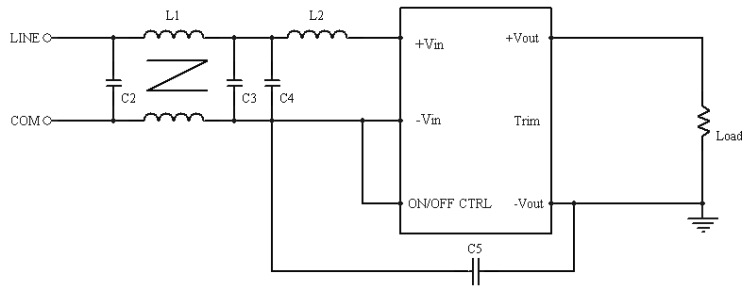 L1
L2
LINE
+Vin
+Vout
C2
C3
C4
COM
-Vin
Trim
Load
ON/OFF CTRL
-Vout
C5